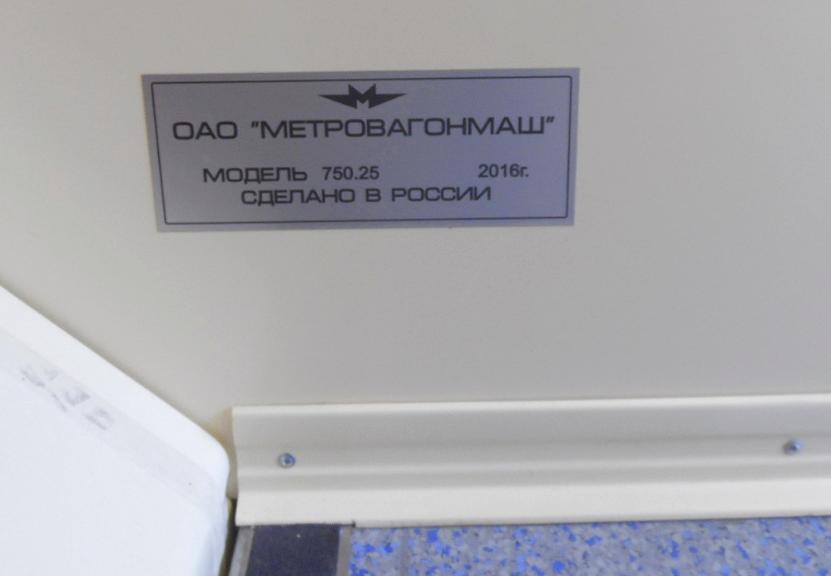 ОАО "МЕТРОВАГОНМАШ"
МОДЕЛЬ 750.25 2016г.
СДЕЛАНО В РОССИИ